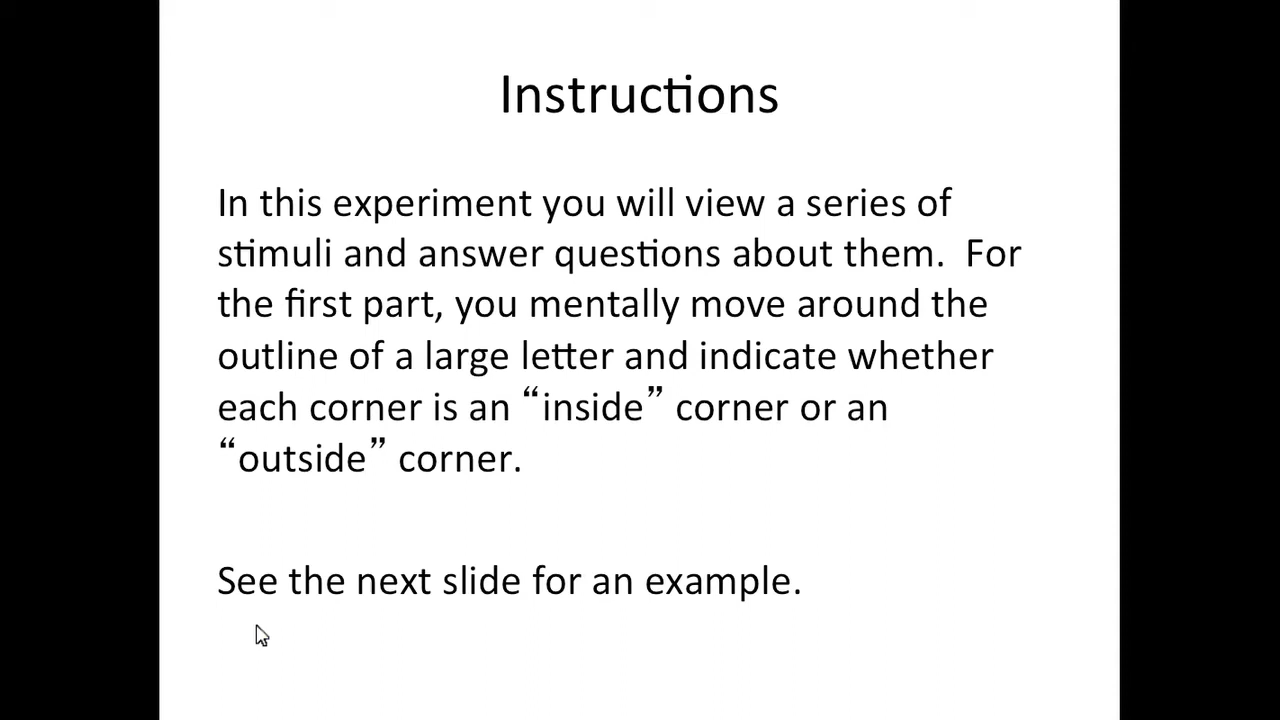 Instructions
In this experiment you will view a series of
stimuli and answer questions about them.  For
the first part, you mentally move around the
outline of a large letter and indicate whether
each corner is an “inside” corner or an
“outside” corner.
See the next slide for an example.